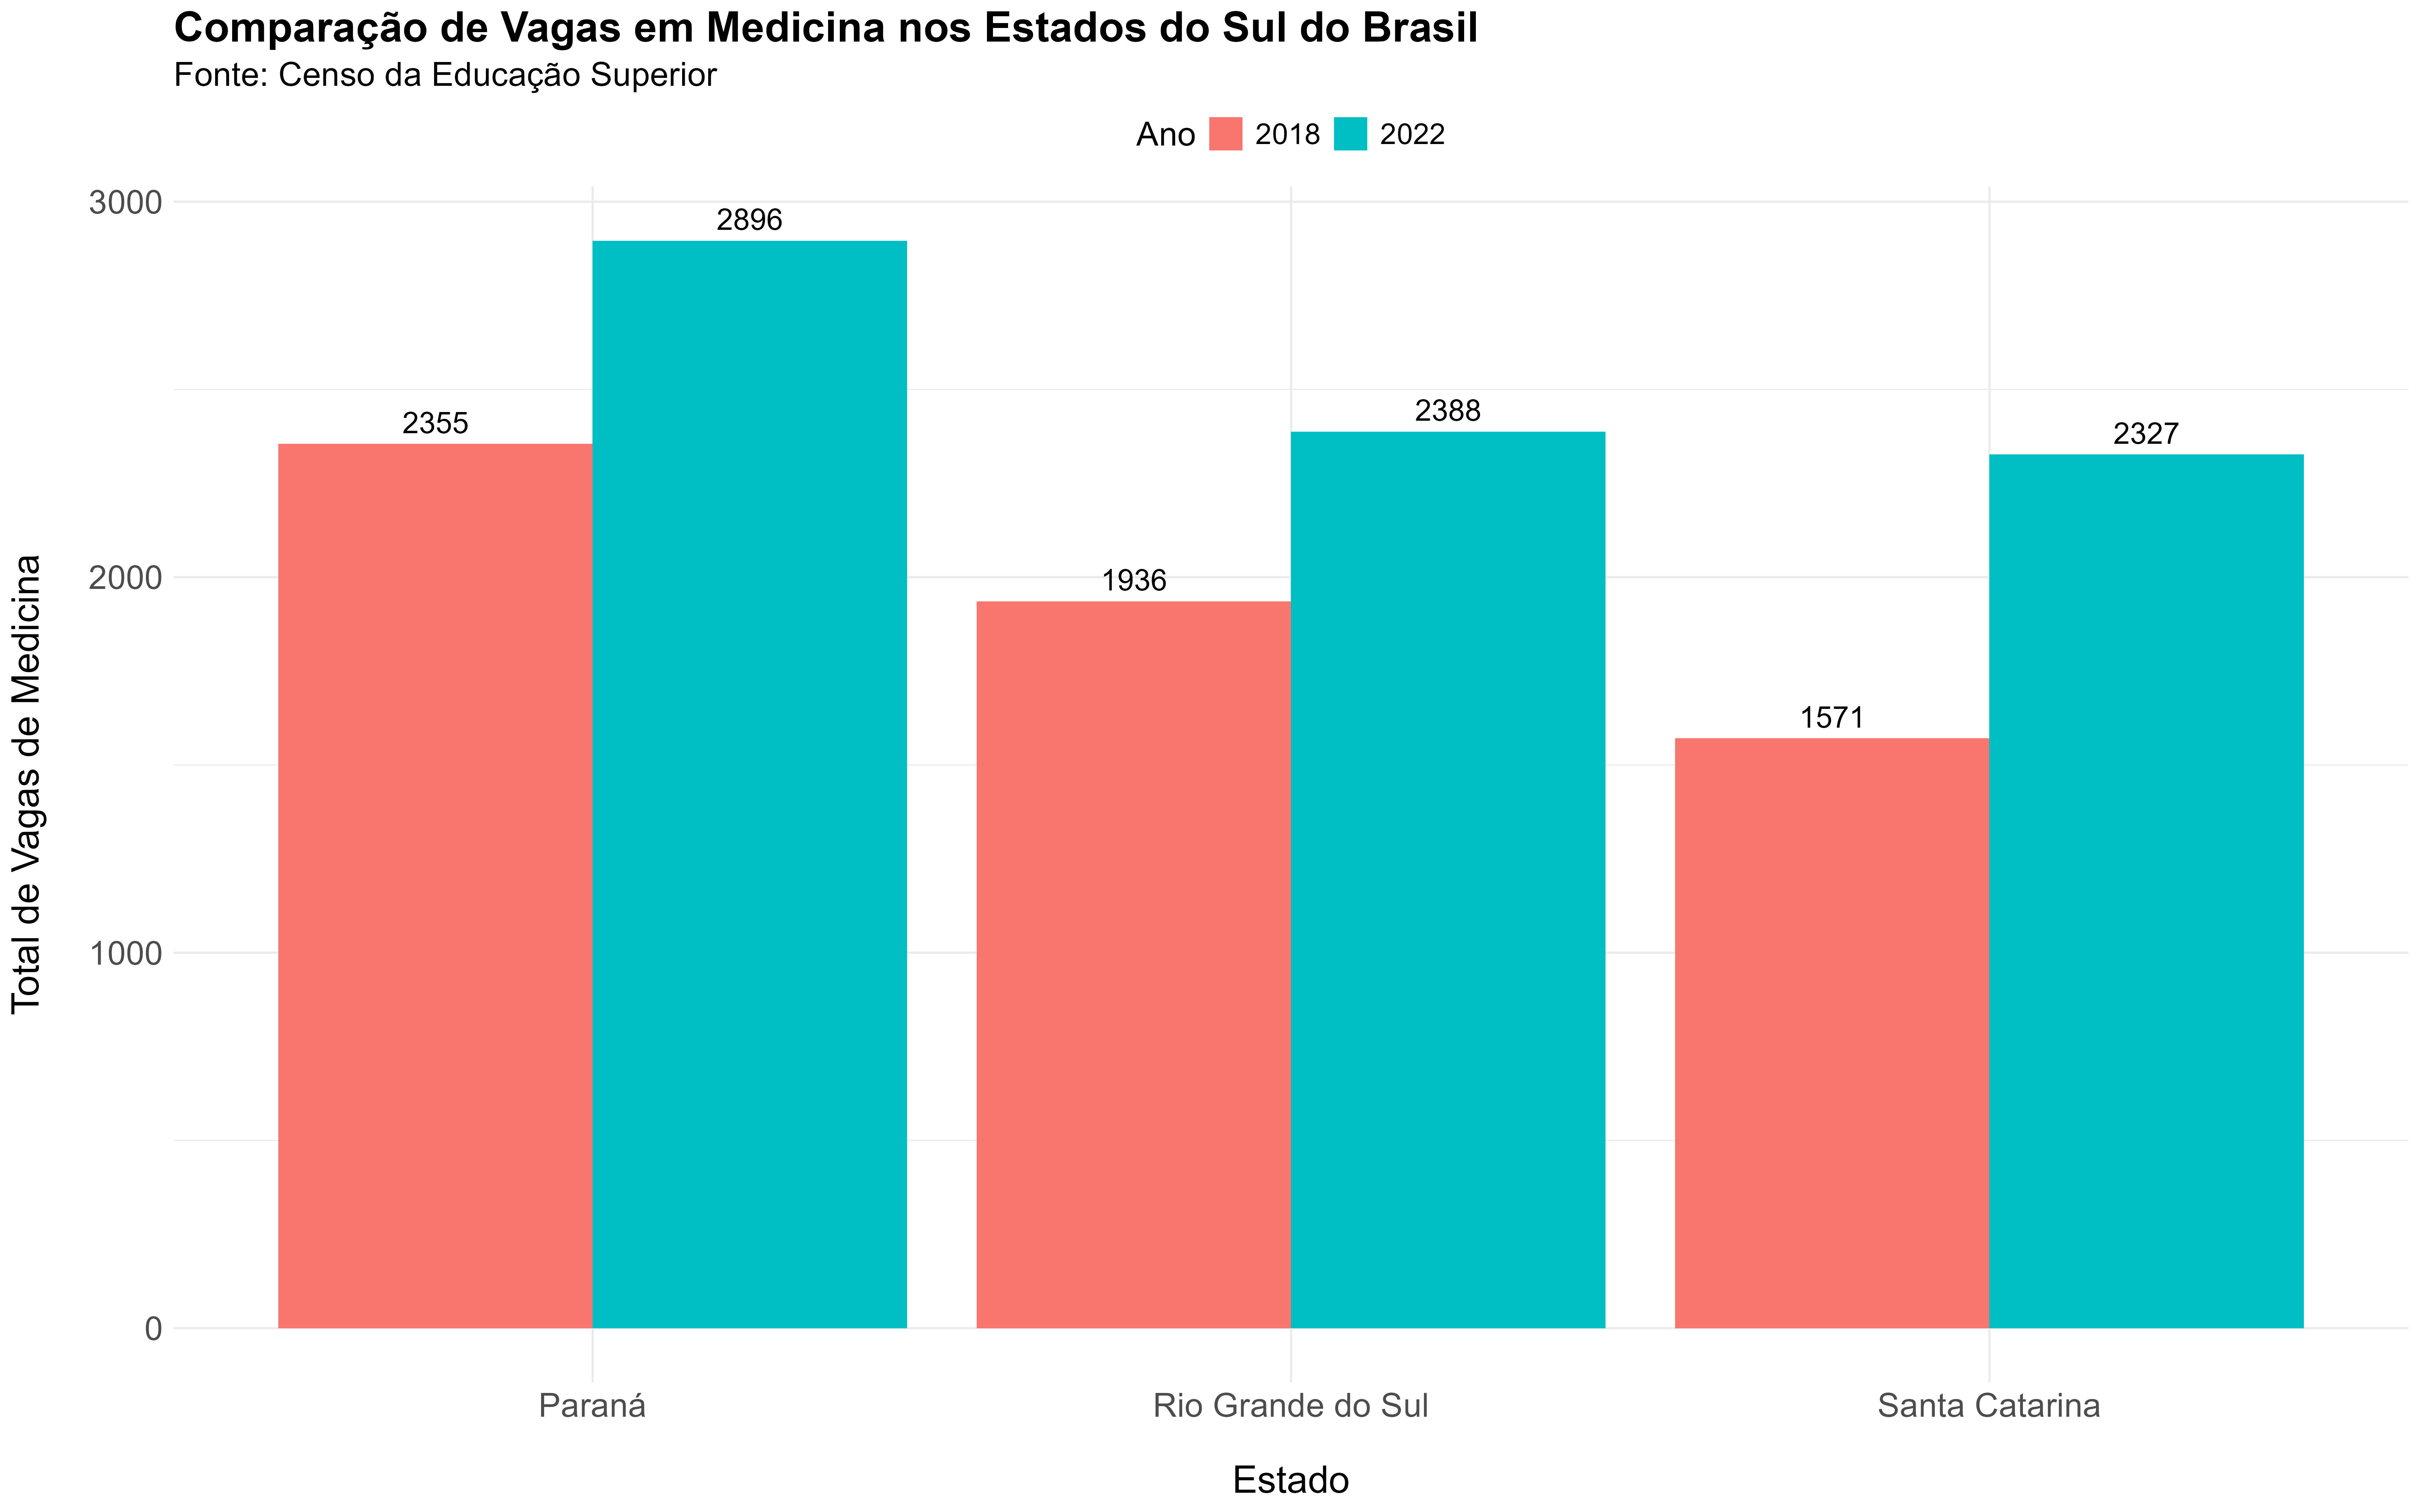 Comparação de Vagas em Medicina nos Estados do Sul do Brasil
Fonte: Censo da Educação Superior
Ano 2018 2022
Total de Vagas de Medicina
3000
2000
1000
0
2355
2896
1936
2388
1571
2327
Paraná
Rio Grande do Sul
Santa Catarina
Estado